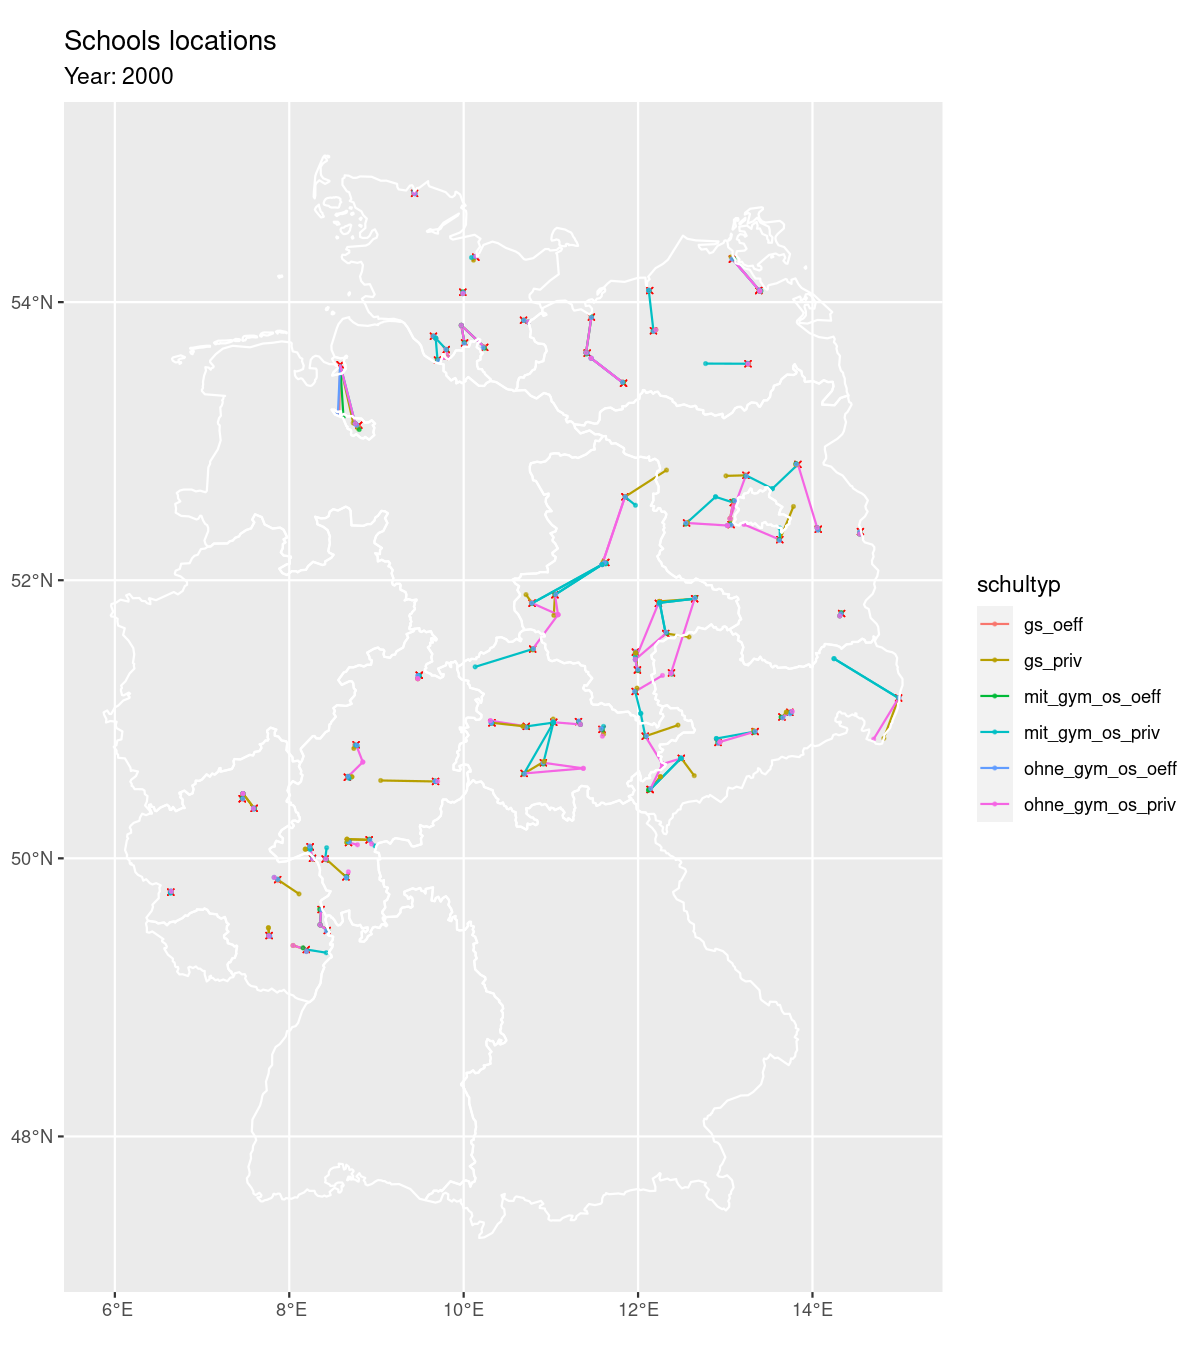 Schools locations
Year: 2000
54°N
52°N
50°N
48°N
6°E
8°E
10°E
12°E
14°E
schultyp
gs_oeff
gs_priv
mit_gym_os_oeff
mit_gym_os_priv
ohne_gym_os_oeff
ohne_gym_os_priv